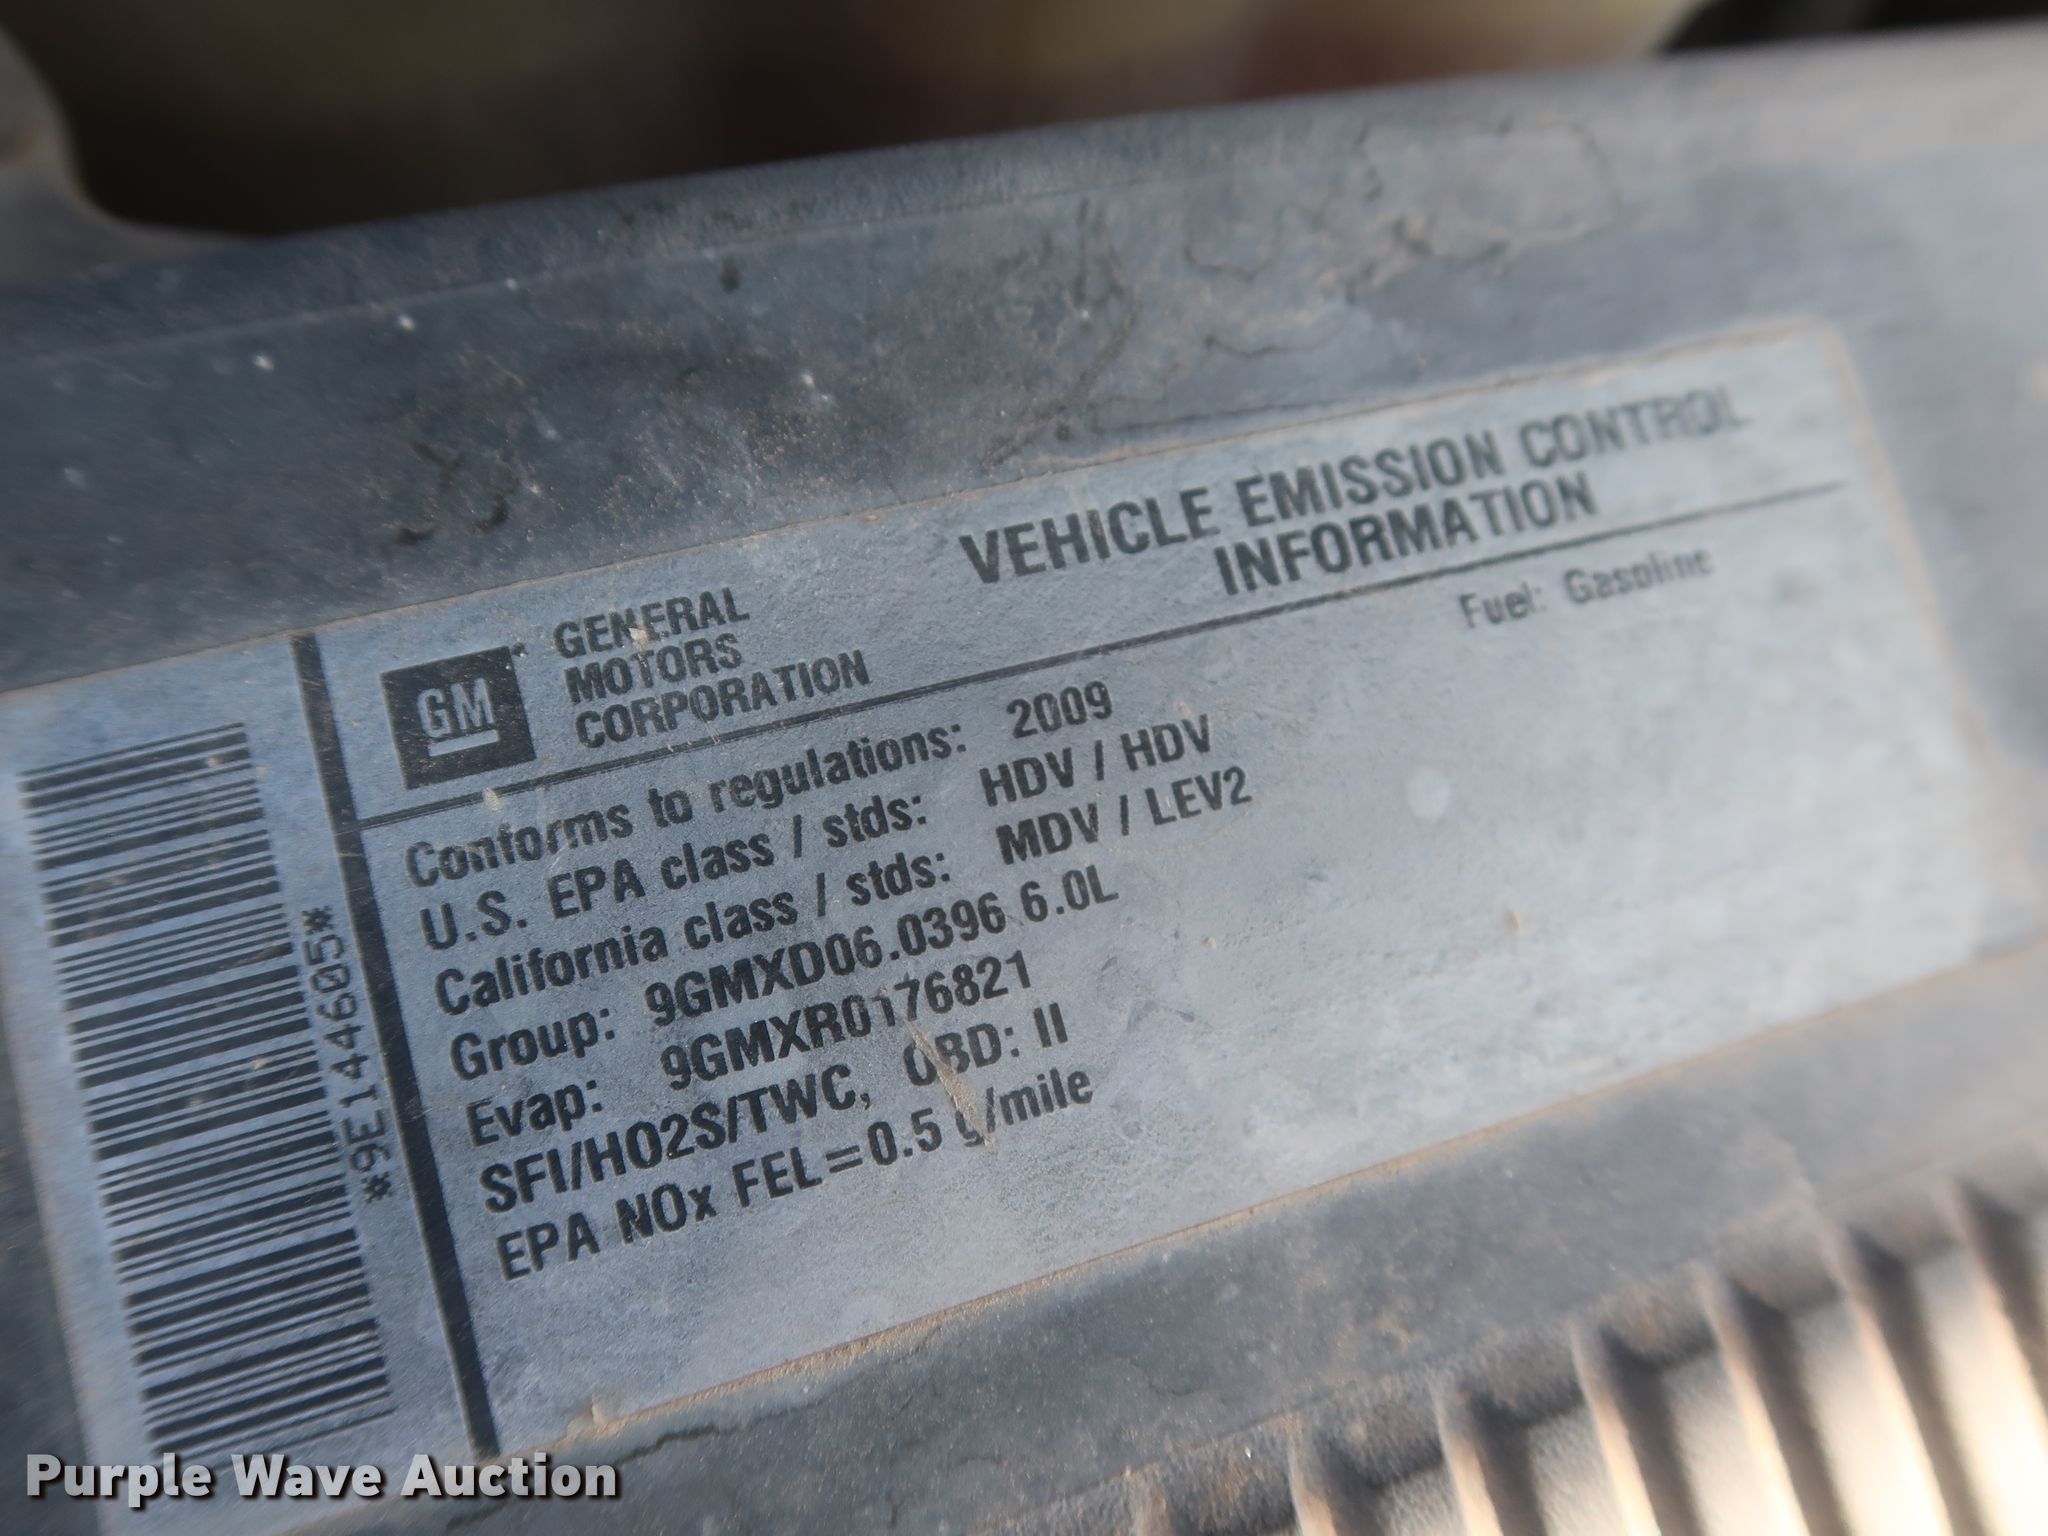 VEHICLE EMISSION CONTROL
INFORMATION
GM
GENERAL
MOTORS
CORPORATION
Fuel: Gasoline
Conforms to regulations: 2009
U.S. EPA class / stds: HDV / HDV
California class / stds: MDV / LEV2
Group: 9GMXD06.0396 6.0L
Evap: 9GMXR0176821
SFI/HO2S/TWC, OBD: II
EPA NOx FEL=0.5 g/mile
*9E144605*
Purple Wave Auction